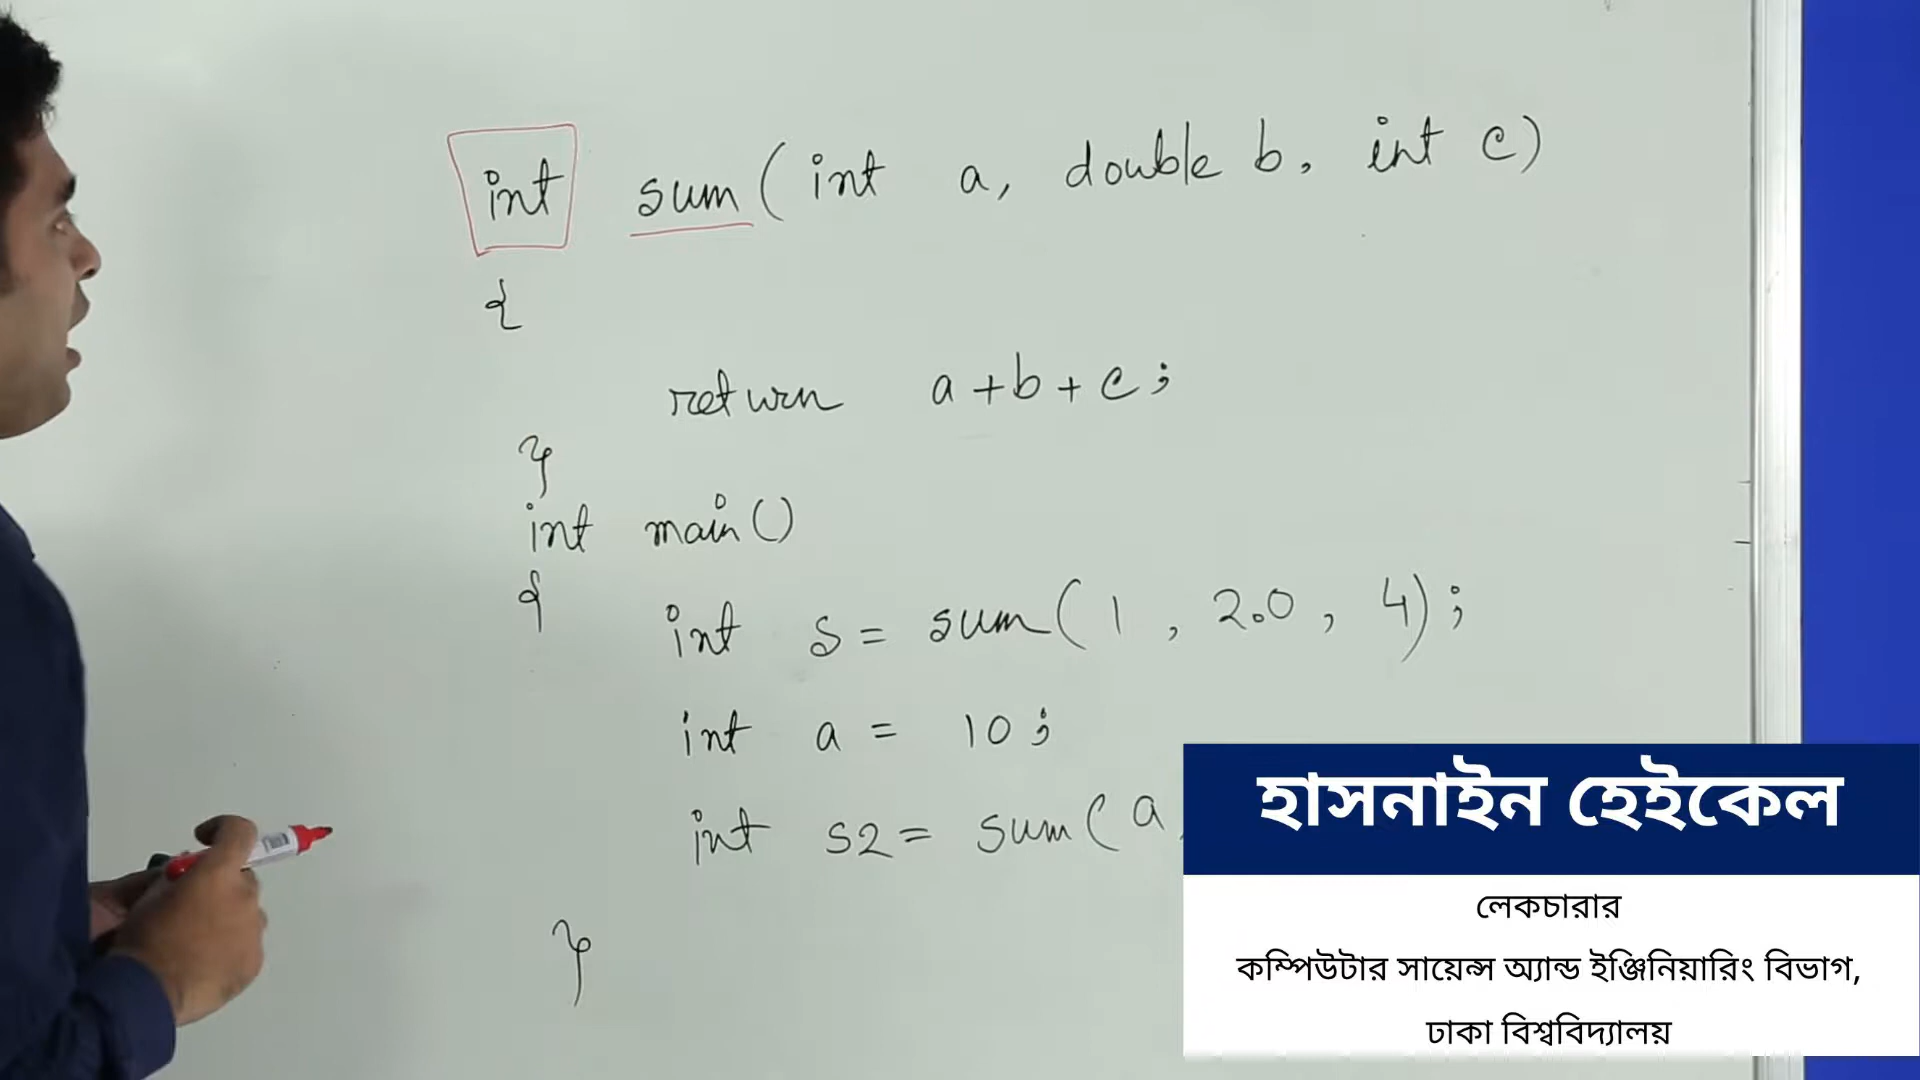 int sum( int a, double b, int c)
{
return a+b+c;
}
int main()
{
int s = sum( 1 , 2.0 , 4);
int a = 10;
int s2 = sum( a,
}
হাসনাইন হেইকেল
লেকচারার
কম্পিউটার সায়েন্স অ্যান্ড ইঞ্জিনিয়ারিং বিভাগ,
ঢাকা বিশ্ববিদ্যালয়